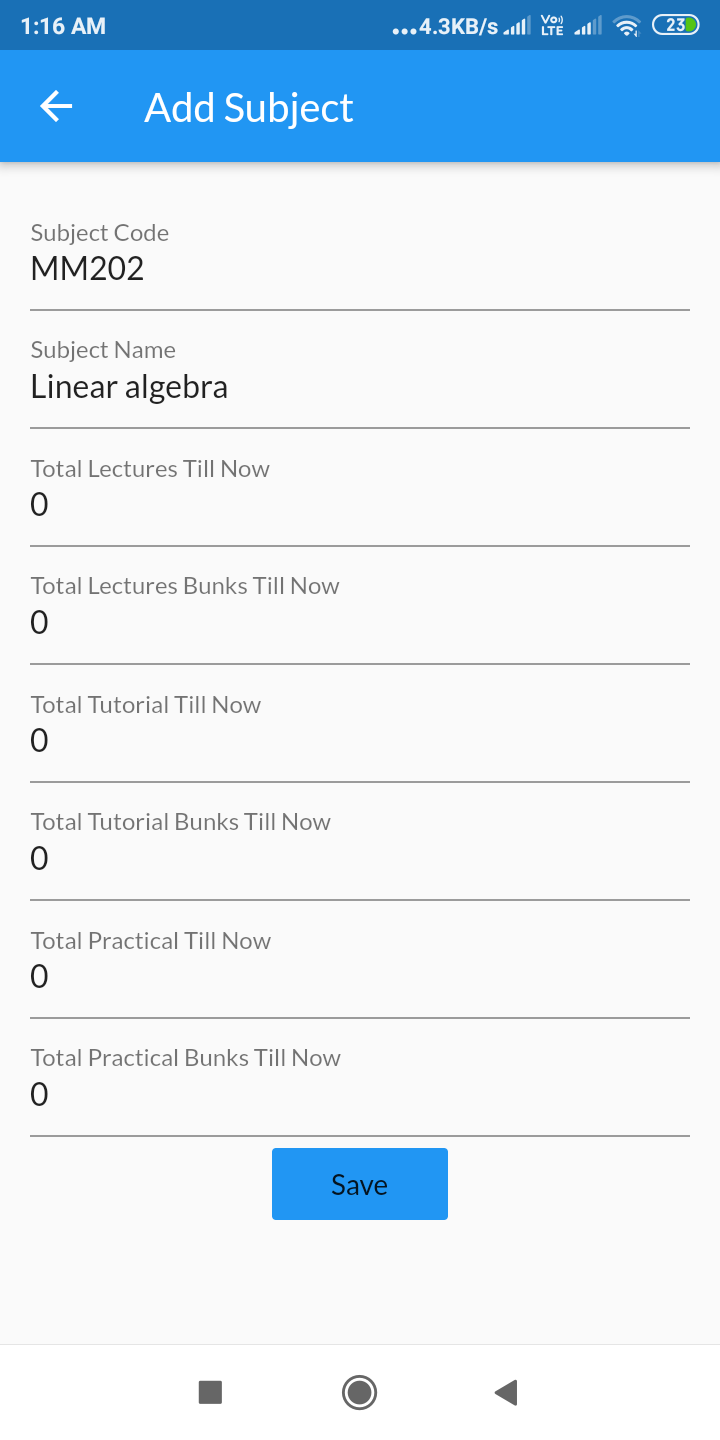 1:16 AM ...4.3KB/s Vo LTE 23
Add Subject
Subject Code
MM202
Subject Name
Linear algebra
Total Lectures Till Now
0
Total Lectures Bunks Till Now
0
Total Tutorial Till Now
0
Total Tutorial Bunks Till Now
0
Total Practical Till Now
0
Total Practical Bunks Till Now
0
Save